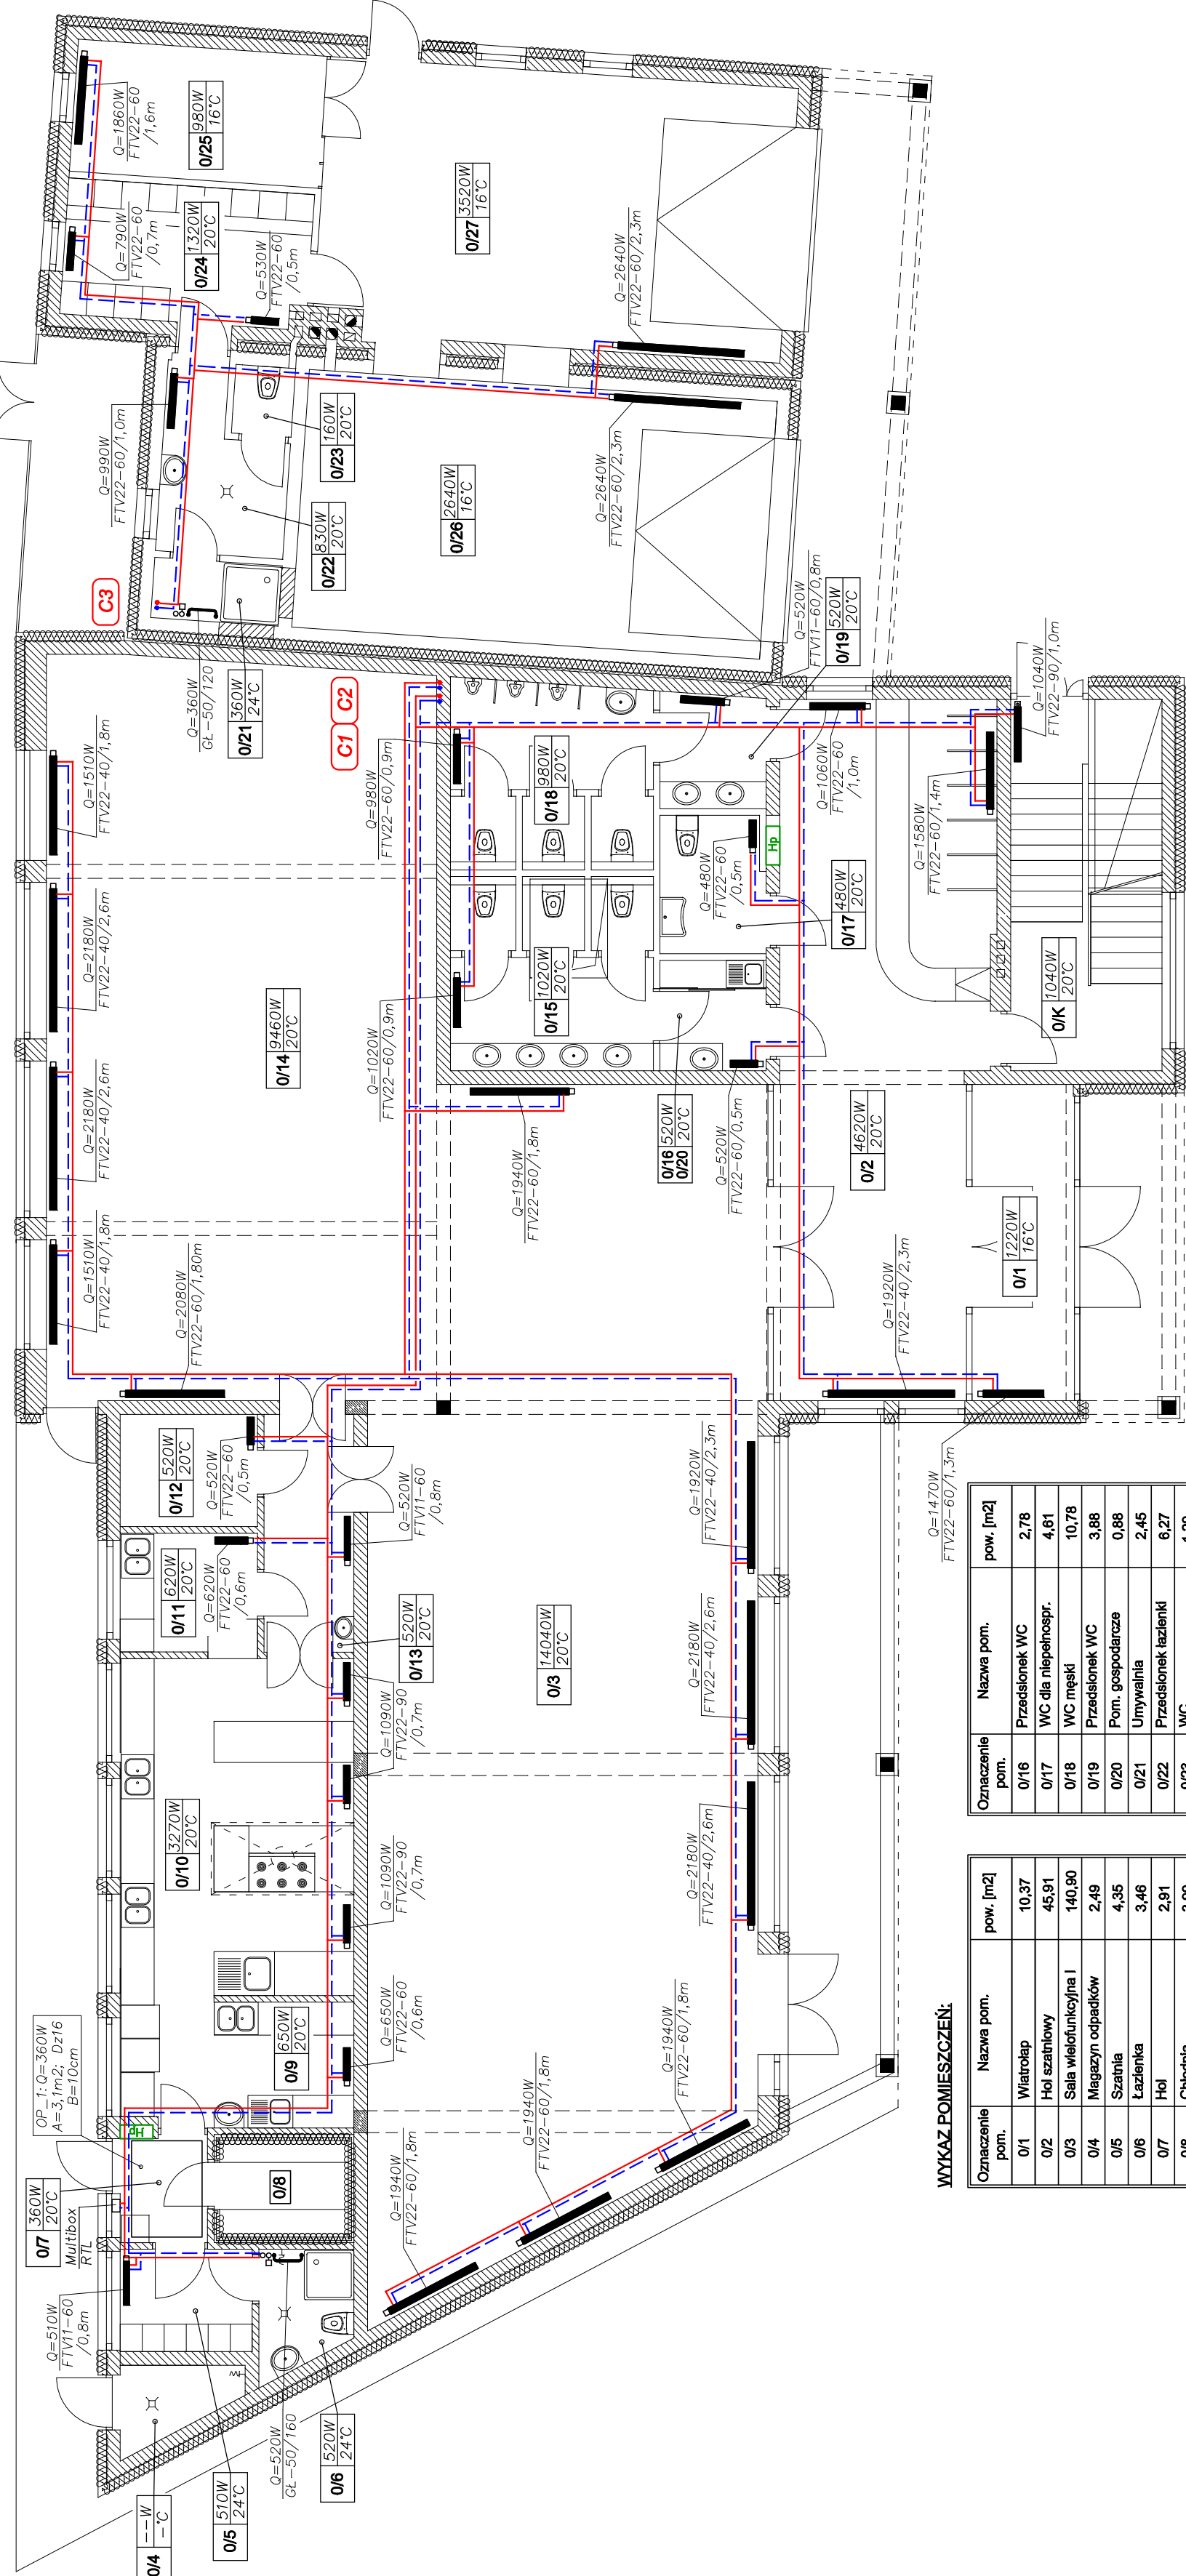 Q=1860W
FTV22-60
/1,6m
980W
0/25
16°C
Q=790W
FTV22-60
/0,7m
1320W
0/24
20°C
Q=530W
FTV22-60
/0,5m
3520W
0/27
16°C
Q=2640W
FTV22-60/2,3m
Q=990W
FTV22-60/1,0m
160W
0/23
20°C
830W
0/22
20°C
2640W
0/26
16°C
Q=2640W
FTV22-60/2,3m
C3
Q=360W
GŁ-50/120
360W
0/21
24°C
C1
C2
Q=520W
FTV11-60/0,8m
520W
0/19
20°C
Q=1040W
FTV22-90/1,0m
Q=1510W
FTV22-40/1,8m
Q=2180W
FTV22-40/2,6m
Q=2180W
FTV22-40/2,6m
Q=1510W
FTV22-40/1,8m
9460W
0/14
20°C
Q=980W
FTV22-60/0,9m
980W
0/18
20°C
Q=1060W
FTV22-60
/1,0m
Q=1580W
FTV22-60/1,4m
Hp
Q=480W
FTV22-60
/0,5m
480W
0/17
20°C
Q=1020W
FTV22-60/0,9m
1020W
0/15
20°C
1040W
0/K
20°C
Q=1940W
FTV22-60/1,8m
0/16
0/20
520W
20°C
Q=520W
FTV22-60/0,5m
4620W
0/2
20°C
1220W
0/1
16°C
Q=2080W
FTV22-60/1,80m
Q=1920W
FTV22-40/2,3m
Q=1470W
FTV22-60/1,3m
520W
0/12
20°C
Q=520W
FTV22-60
/0,5m
620W
0/11
20°C
Q=620W
FTV22-60
/0,6m
Q=520W
FTV11-60
/0,8m
520W
0/13
20°C
14040W
0/3
20°C
Q=1920W
FTV22-40/2,3m
Q=2180W
FTV22-40/2,6m
Q=2180W
FTV22-40/2,6m
3270W
0/10
20°C
Q=1090W
FTV22-90
/0,7m
Q=1090W
FTV22-90
/0,7m
Q=650W
FTV22-60
/0,6m
650W
0/9
20°C
OP-1:Q=360W
A=3,1m2; Dz16
B=10cm
Hp
360W
0/7
20°C
Multibox
RTL
0/8
Q=1940W
FTV22-60/1,8m
Q=1940W
FTV22-60/1,8m
Q=1940W
FTV22-60/1,8m
Q=510W
FTV11-60
/0,8m
Q=520W
GŁ-50/160
520W
0/6
24°C
510W
0/5
24°C
--W
0/4
-°C
WYKAZ POMIESZCZEŃ:
Oznaczenie pom. Nazwa pom. pow. [m2]
0/1 Wiatrołap 10,37
0/2 Hol szatniowy 45,91
0/3 Sala wielofunkcyjna I 140,90
0/4 Magazyn odpadków 2,49
0/5 Szatnia 4,35
0/6 Łazienka 3,46
0/7 Hol 2,91
Oznaczenie pom. Nazwa pom. pow. [m2]
0/16 Przedsionek WC 2,78
0/17 WC dla niepełnospr. 4,61
0/18 WC męski 10,78
0/19 Przedsionek WC 3,88
0/20 Pom. gospodarcze 0,88
0/21 Umywalnia 2,45
0/22 Przedsionek łazienki 6,27